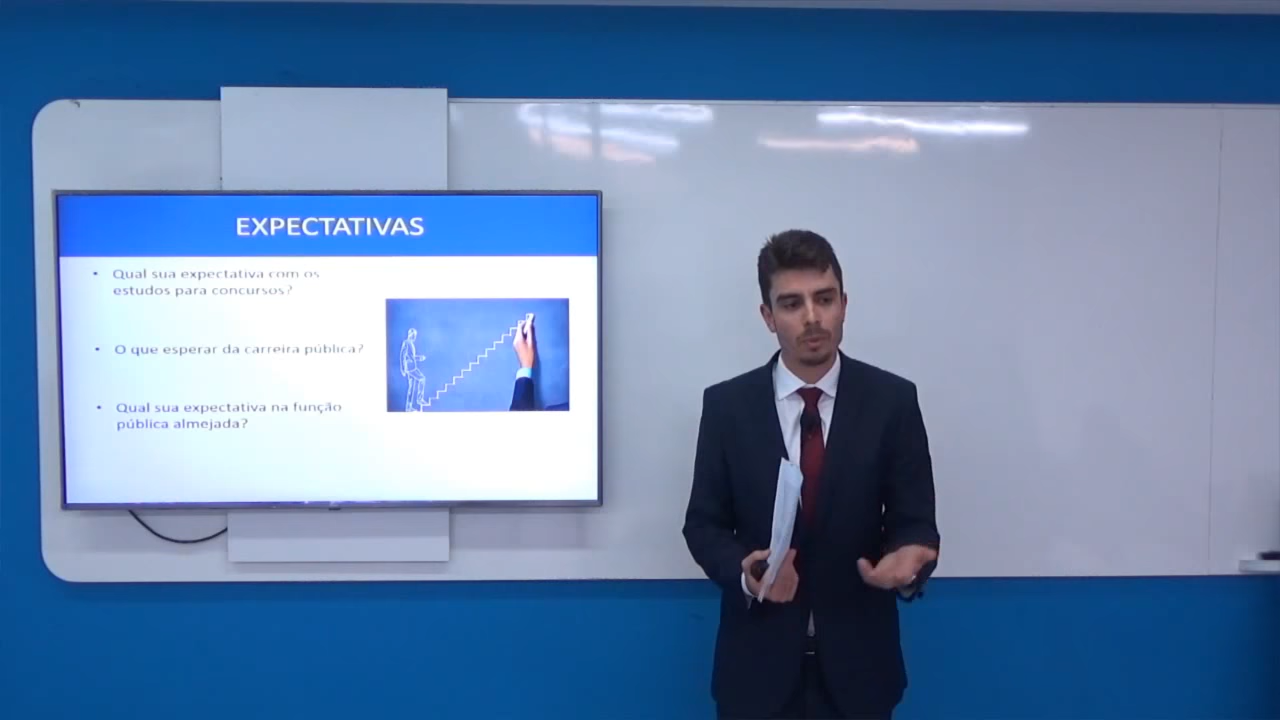 EXPECTATIVAS
• Qual sua expectativa com os
estudos para concursos?
• O que esperar da carreira pública?
• Qual sua expectativa na função
pública almejada?